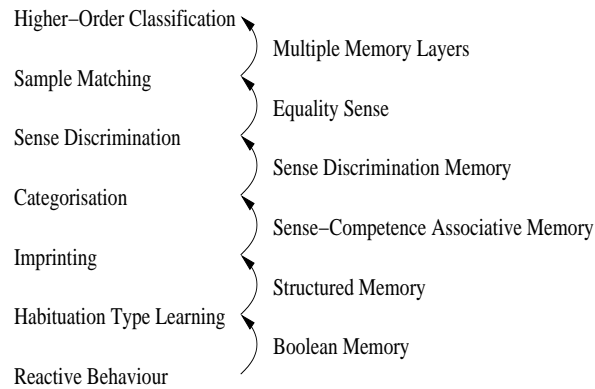 Higher−Order Classification
Multiple Memory Layers
Sample Matching
Equality Sense
Sense Discrimination
Sense Discrimination Memory
Categorisation
Sense−Competence Associative Memory
Imprinting
Structured Memory
Habituation Type Learning
Boolean Memory
Reactive Behaviour